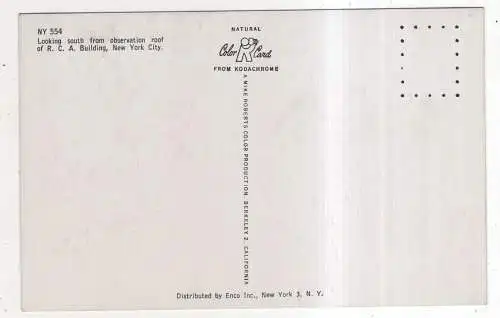 NY 554
Looking south from observation roof
of R. C. A. Building, New York City.
NATURAL
Color Card
FROM KODACHROME
A MIKE ROBERTS COLOR PRODUCTION, BERKELEY 2, CALIFORNIA
Distributed by Enco Inc., New York 3, N. Y.